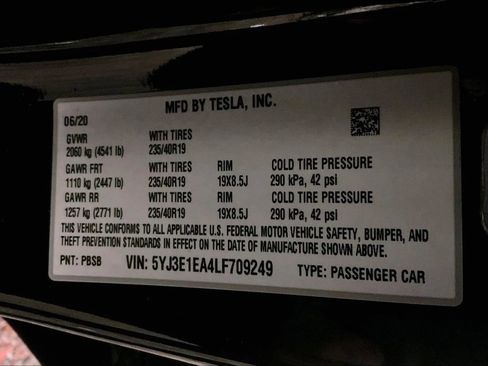 MFD BY TESLA, INC.
06/20
GVWR WITH TIRES
2060 kg (4541 lb) 235/40R19
GAWR FRT WITH TIRES RIM COLD TIRE PRESSURE
1110 kg (2447 lb) 235/40R19 19X8.5J 290 kPa, 42 psi
GAWR RR WITH TIRES RIM COLD TIRE PRESSURE
1257 kg (2771 lb) 235/40R19 19X8.5J 290 kPa, 42 psi
THIS VEHICLE CONFORMS TO ALL APPLICABLE U.S. FEDERAL MOTOR VEHICLE SAFETY, BUMPER, AND
THEFT PREVENTION STANDARDS IN EFFECT ON THE DATE OF MANUFACTURE SHOWN ABOVE.
PNT: PBSB VIN: 5YJ3E1EA4LF709249 TYPE: PASSENGER CAR